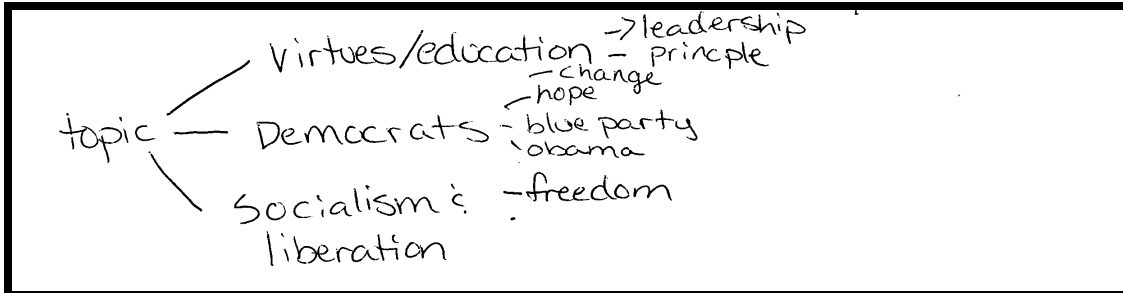 Virtues/education -> leadership
- princple
- change
- hope
topic - Democrats - blue party
- obama
Socialism & - freedom
liberation